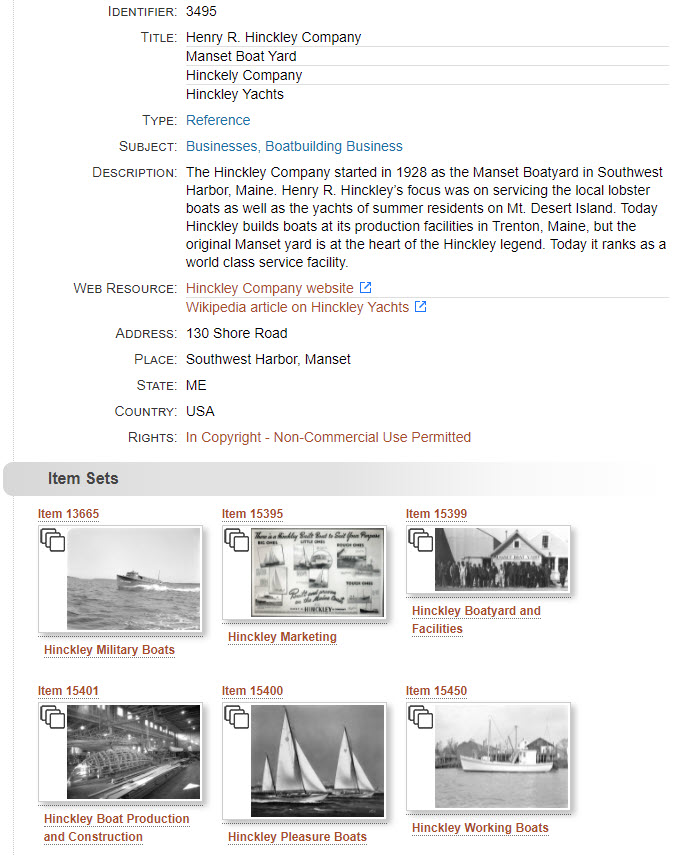 IDENTIFIER: 3495
TITLE: Henry R. Hinckley Company
Manset Boat Yard
Hinckely Company
Hinckley Yachts
TYPE: Reference
SUBJECT: Businesses, Boatbuilding Business
DESCRIPTION: The Hinckley Company started in 1928 as the Manset Boatyard in Southwest
Harbor, Maine. Henry R. Hinckley’s focus was on servicing the local lobster
boats as well as the yachts of summer residents on Mt. Desert Island. Today
Hinckley builds boats at its production facilities in Trenton, Maine, but the
original Manset yard is at the heart of the Hinckley legend. Today it ranks as a
world class service facility.
WEB RESOURCE: Hinckley Company website
Wikipedia article on Hinckley Yachts
ADDRESS: 130 Shore Road
PLACE: Southwest Harbor, Manset
STATE: ME
COUNTRY: USA
RIGHTS: In Copyright - Non-Commercial Use Permitted
Item Sets
Item 13665
Hinckley Military Boats
Item 15395
There is a Hinckley Built Boat to Suit Your Purpose
BIG ONES
LITTLE ONES
ROUGH ONES
TOUGH ONES
HINCKLEY
Hinckley Marketing
Item 15399
Hinckley Boatyard and
Facilities
Item 15401
Hinckley Boat Production
and Construction
Item 15400
Hinckley Pleasure Boats
Item 15450
Hinckley Working Boats